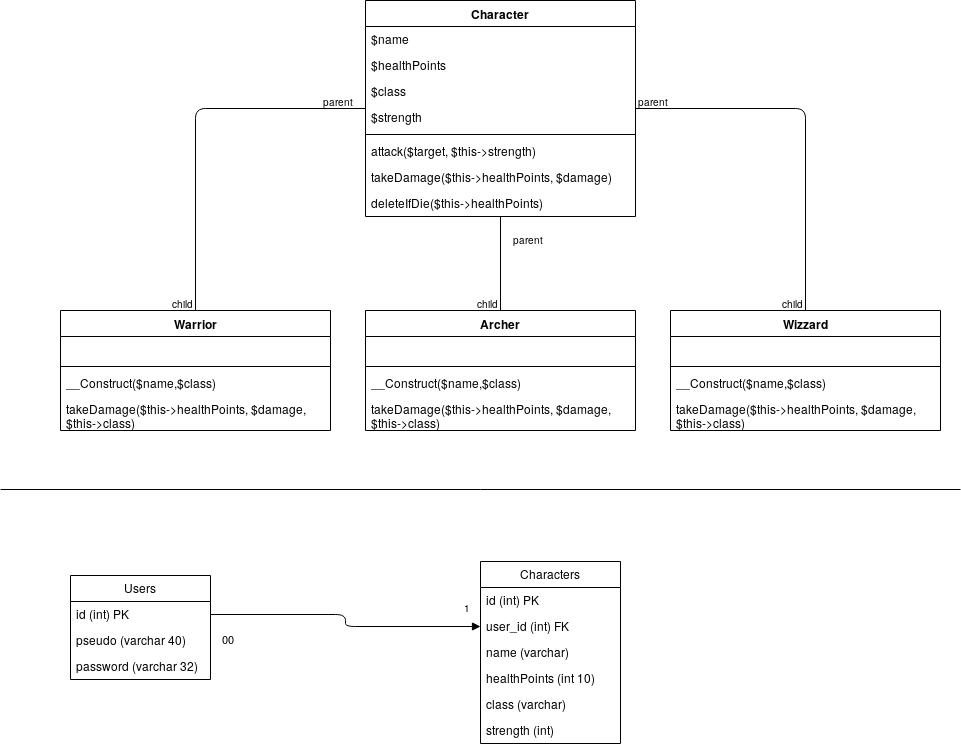 Character
$name
$healthPoints
$class
$strength
attack($target, $this->strength)
takeDamage($this->healthPoints, $damage)
deleteIfDie($this->healthPoints)
parent
parent
parent
child
child
child
Warrior
__Construct($name,$class)
takeDamage($this->healthPoints, $damage,
$this->class)
Archer
__Construct($name,$class)
takeDamage($this->healthPoints, $damage,
$this->class)
Wizzard
__Construct($name,$class)
takeDamage($this->healthPoints, $damage,
$this->class)
Users
id (int) PK
pseudo (varchar 40)
password (varchar 32)
00
1
Characters
id (int) PK
user_id (int) FK
name (varchar)
healthPoints (int 10)
class (varchar)
strength (int)